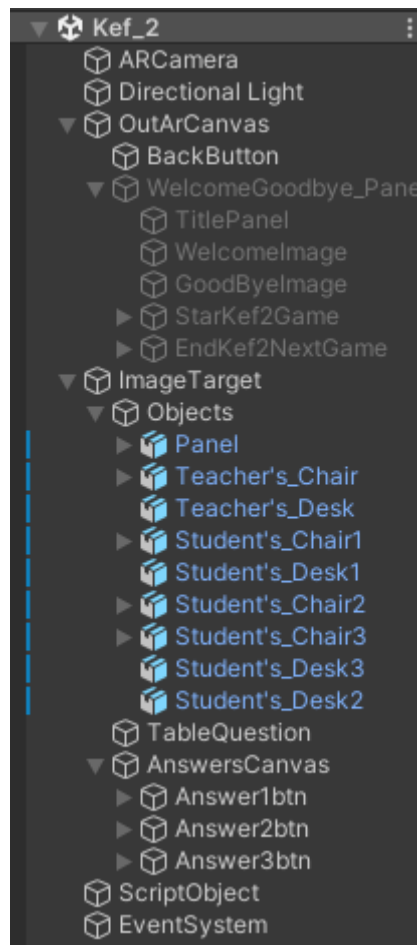 Kef_2
ARCamera
Directional Light
OutArCanvas
BackButton
WelcomeGoodbye_Pane
TitlePanel
WelcomeImage
GoodByeImage
StarKef2Game
EndKef2NextGame
ImageTarget
Objects
Panel
Teacher's_Chair
Teacher's_Desk
Student's_Chair1
Student's_Desk1
Student's_Chair2
Student's_Chair3
Student's_Desk3
Student's_Desk2
TableQuestion
AnswersCanvas
Answer1btn
Answer2btn
Answer3btn
ScriptObject
EventSystem